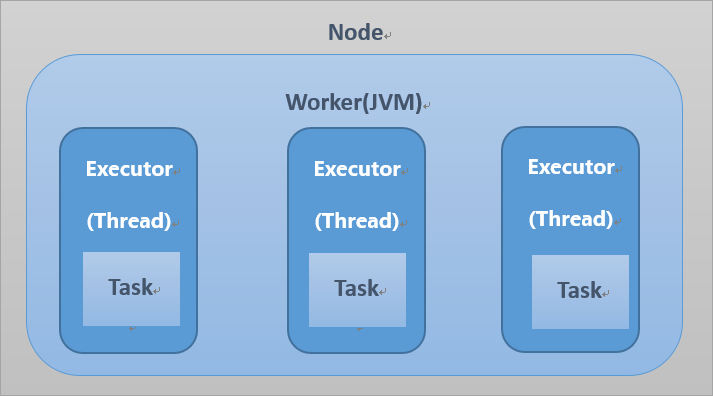 Node
Worker(JVM)
Executor
(Thread)
Task
Executor
(Thread)
Task
Executor
(Thread)
Task